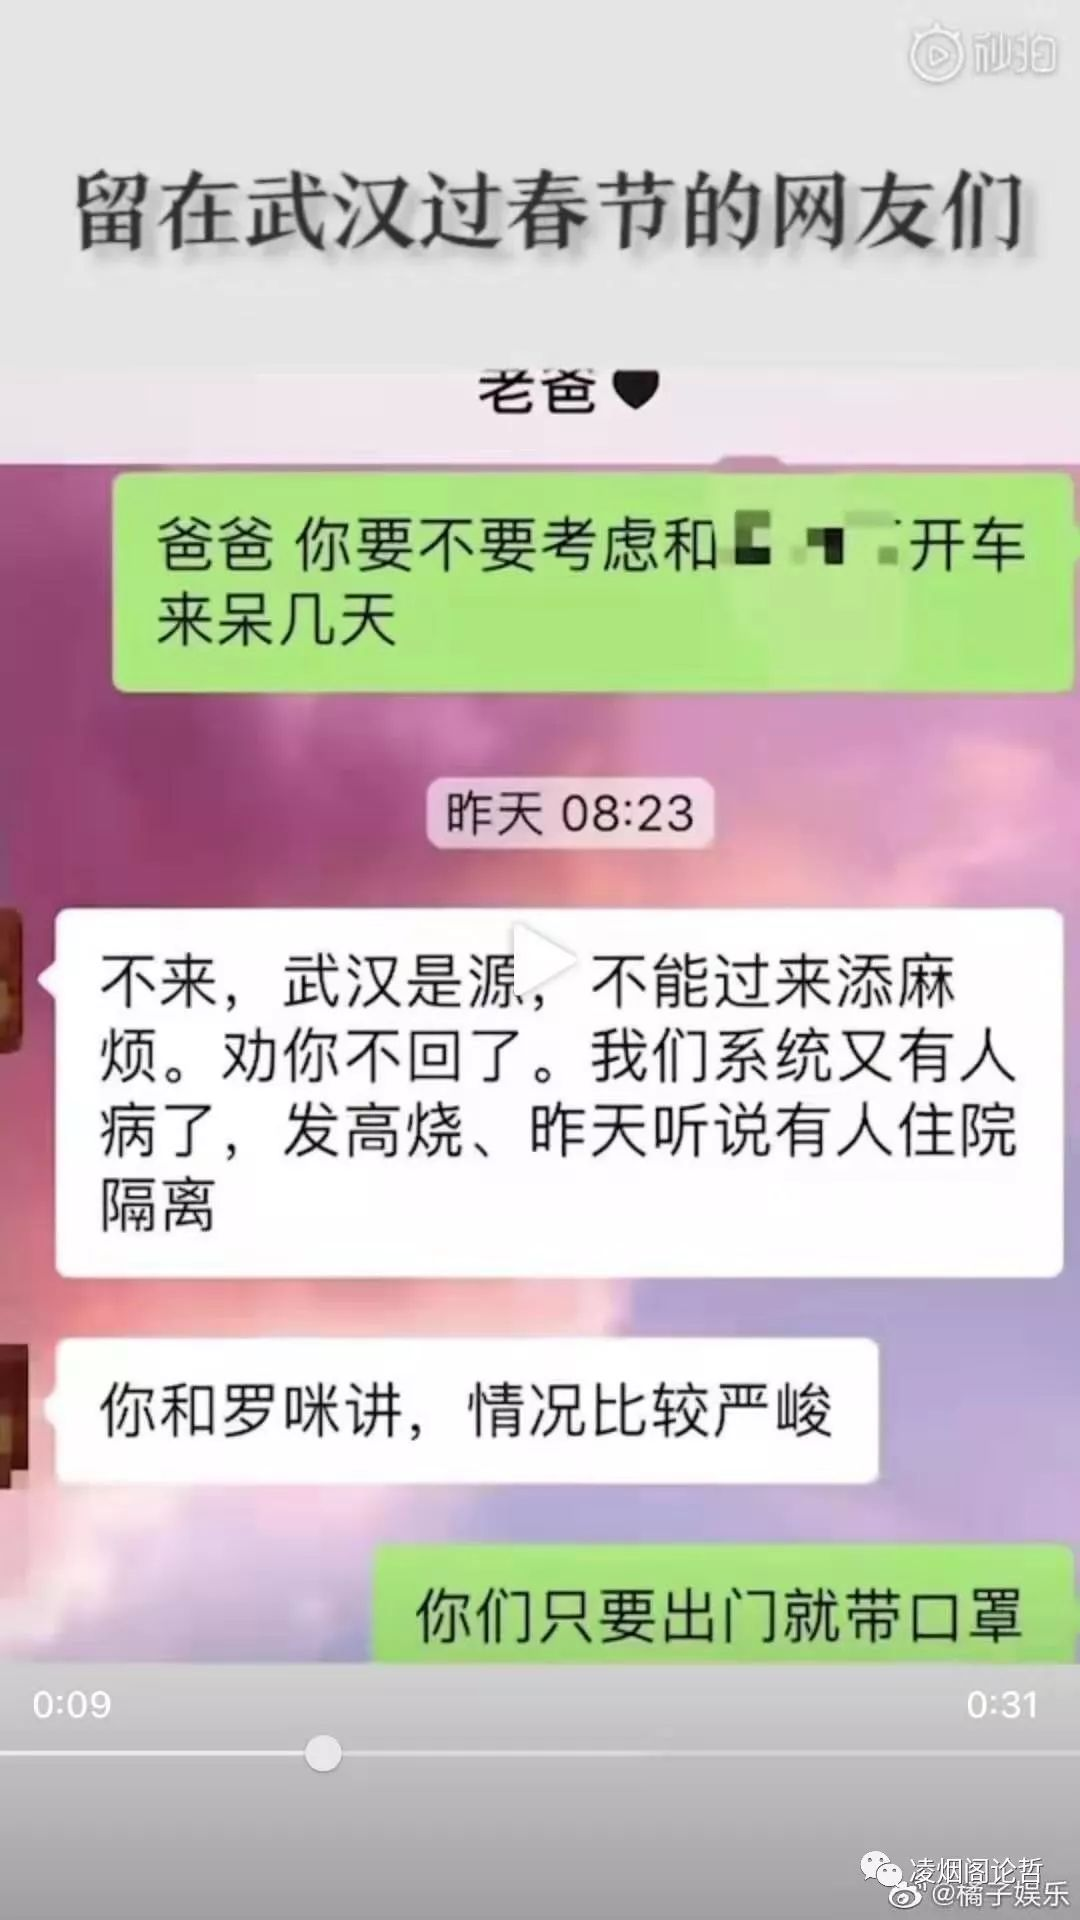 秒拍
留在武汉过春节的网友们
老爸
爸爸 你要不要考虑和
开车
来呆几天
昨天 08:23
不来，武汉是源，不能过来添麻
烦。劝你不回了。我们系统又有人
病了，发高烧、昨天听说有人住院
隔离
你和罗咪讲，情况比较严峻
你们只要出门就带口罩
0:09
0:31
凌烟阁论哲
@橘子娱乐